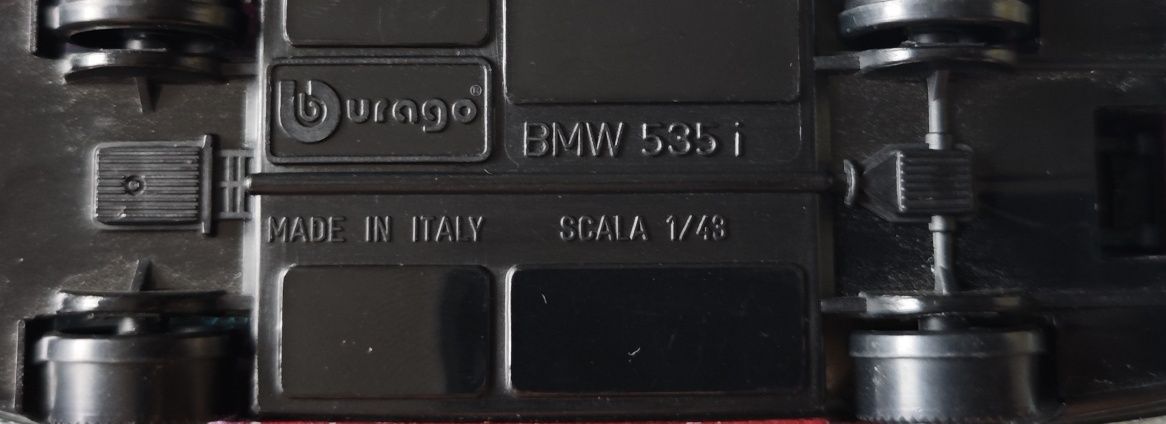 burago®
BMW 535 i
MADE IN ITALY
SCALA 1/43